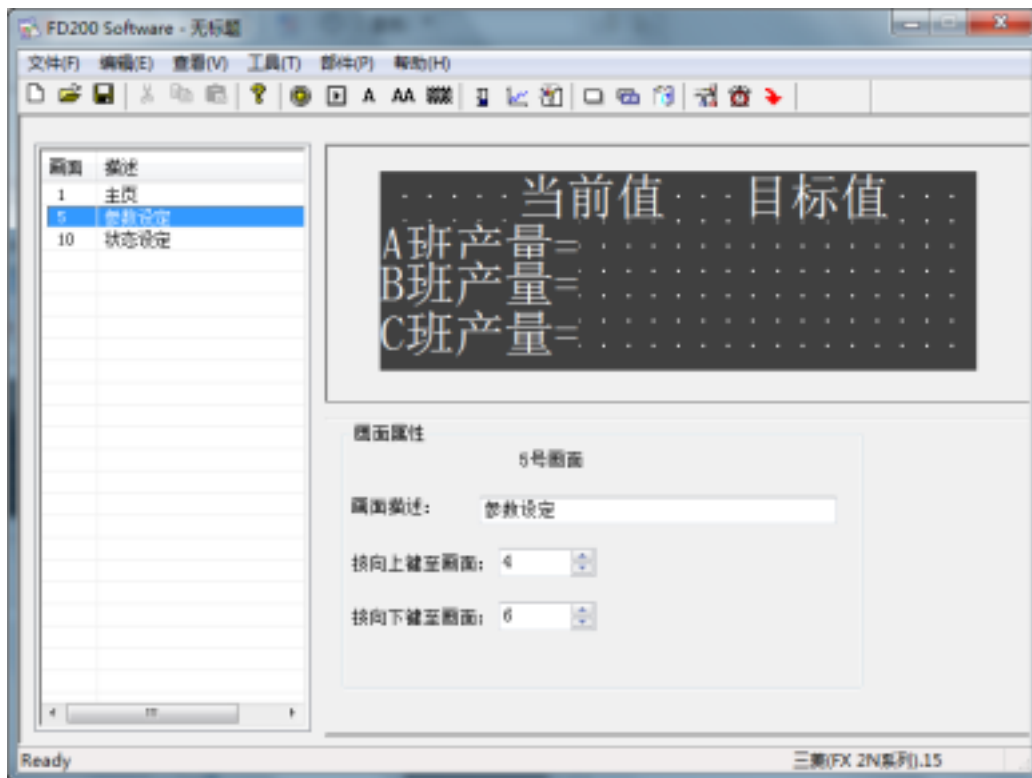 FD200 Software - 无标题
文件(F) 编辑(E) 查看(V) 工具(T) 部件(P) 帮助(H)
A AA
画面 描述
1 主页
5 参数设定
10 状态设定
当前值 目标值
A班产量=
B班产量=
C班产量=
画面属性
5号画面
画面描述: 参数设定
按向上键至画面: 4
按向下键至画面: 6
Ready
三菱(FX 2N系列).15